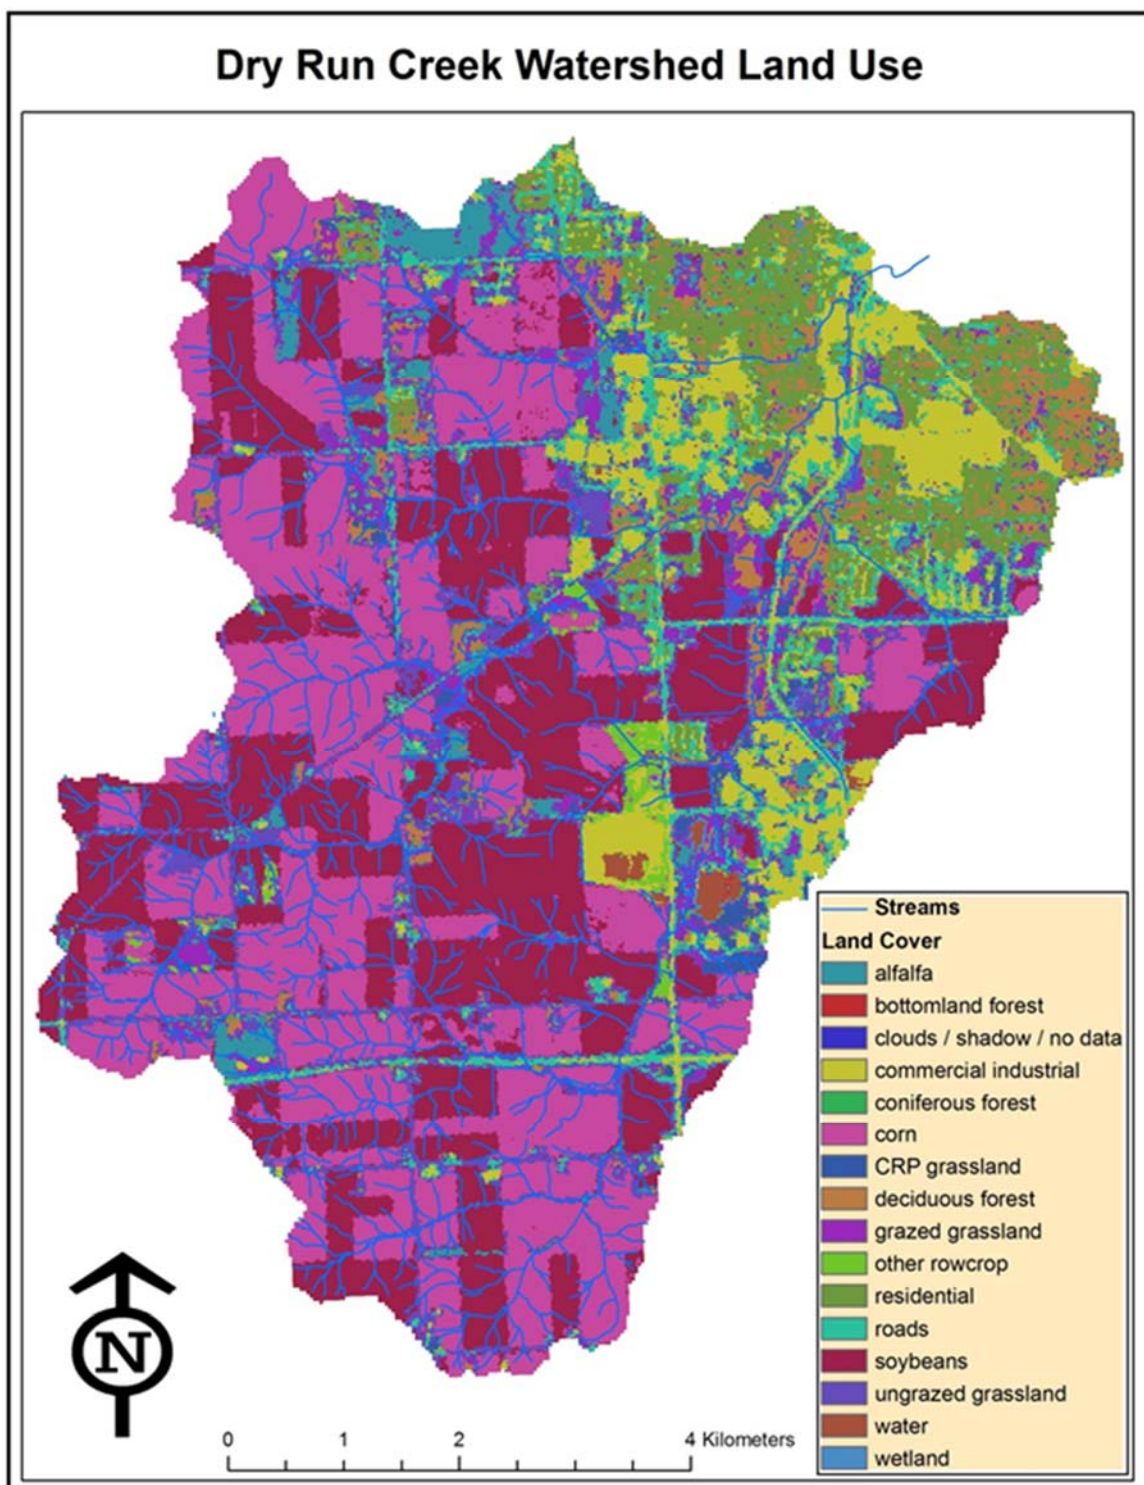 Dry Run Creek Watershed Land Use
Streams
Land Cover
alfalfa
bottomland forest
clouds / shadow / no data
commercial industrial
coniferous forest
corn
CRP grassland
deciduous forest
grazed grassland
other rowcrop
residential
roads
soybeans
ungrazed grassland
water
wetland
N
0 1 2 4 Kilometers